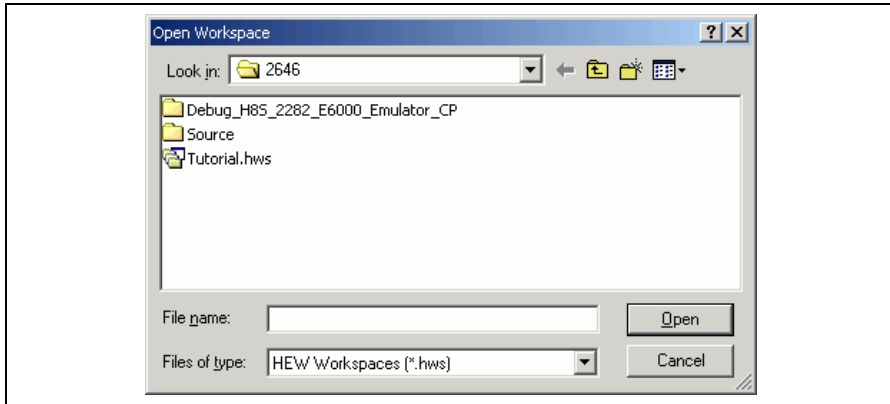 Open Workspace
Look in: 2646
Debug_H8S_2282_E6000_Emulator_CP
Source
Tutorial.hws
File name:
Open
Files of type: HEW Workspaces (*.hws)
Cancel